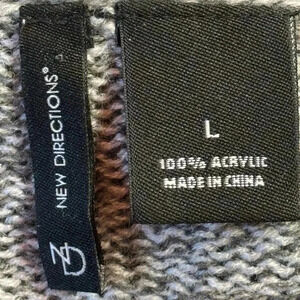 NEW DIRECTIONS®
ND
L
100% ACRYLIC
MADE IN CHINA